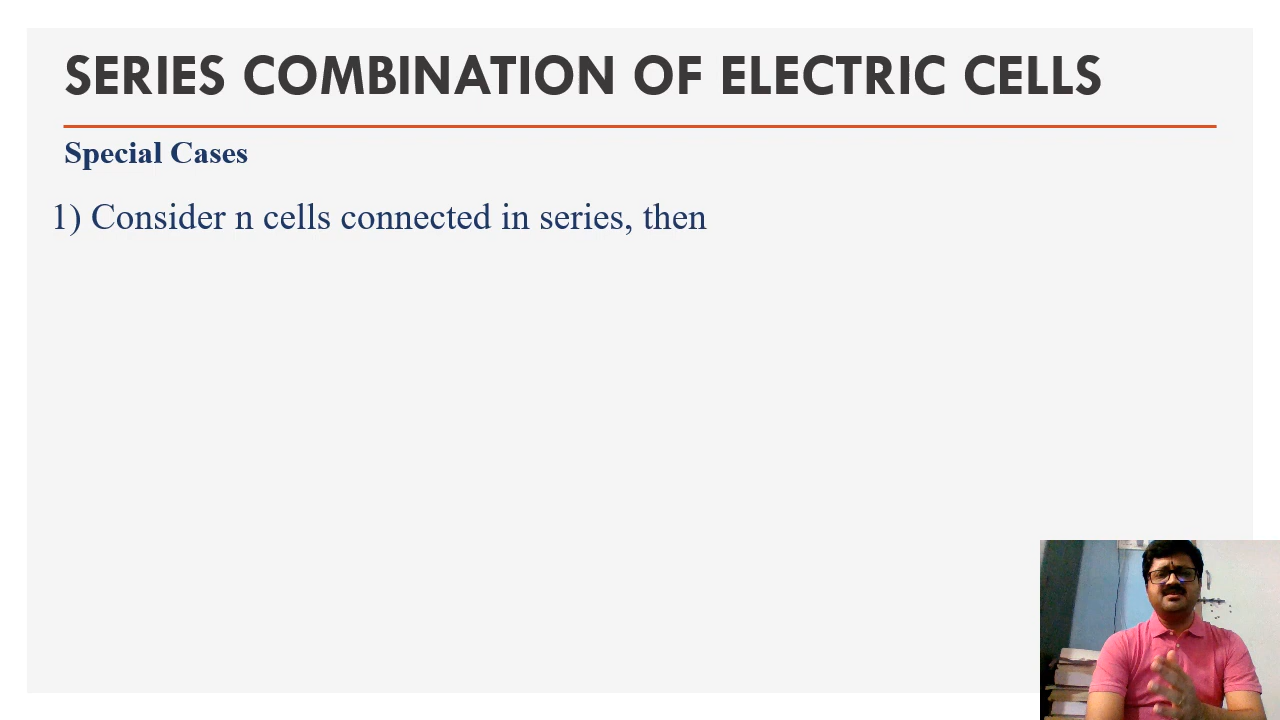 SERIES COMBINATION OF ELECTRIC CELLS
Special Cases
1) Consider n cells connected in series, then